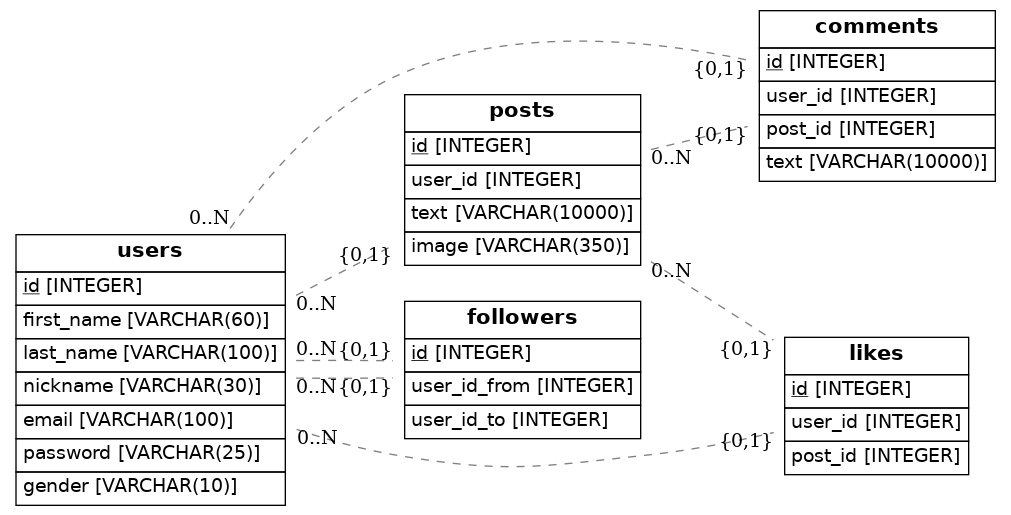 comments
id [INTEGER]
user_id [INTEGER]
post_id [INTEGER]
text [VARCHAR(10000)]
{0,1}
{0,1}
posts
id [INTEGER]
user_id [INTEGER]
text [VARCHAR(10000)]
image [VARCHAR(350)]
0..N
0..N
{0,1}
0..N
users
id [INTEGER]
first_name [VARCHAR(60)]
last_name [VARCHAR(100)]
nickname [VARCHAR(30)]
email [VARCHAR(100)]
password [VARCHAR(25)]
gender [VARCHAR(10)]
0..N
0..N {0,1}
0..N {0,1}
0..N
followers
id [INTEGER]
user_id_from [INTEGER]
user_id_to [INTEGER]
{0,1}
{0,1}
likes
id [INTEGER]
user_id [INTEGER]
post_id [INTEGER]